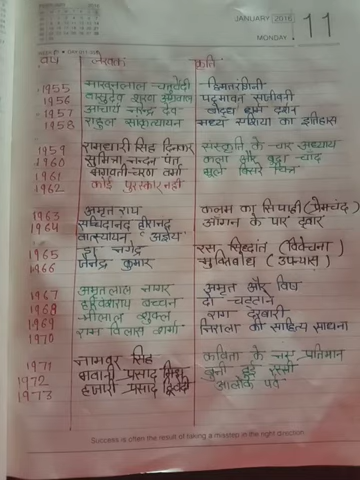 JANUARY 2016 11
MONDAY
वर्ष लेखक कृति
1955 माखनलाल चतुर्वेदी हिमतरंगिनी
1956 वासुदेव शरण अग्रवाल पदमावत सजीवनी
1957 आचार्य नरेन्द्र देव बौद्ध धर्म दर्शन
1958 राहुल सांकृत्यायन मध्य एशिया का इतिहास
1959 रामधारी सिंह दिनकर संस्कृति के चार अध्याय
1960 सुमित्रा नन्दन पंत कला और बुढ़ा चाँद
1961 भगवती चरण वर्मा भूले बिसरे चित्र
1962 कोई पुरस्कार नहीं
1963 अमृत राय कलम का सिपाही (प्रेमचंद)
1964 सच्चिदानंद हीरानन्द आँगन के पार द्वार
वात्स्यायन अज्ञेय
1965 डा नगेंद्र रस सिद्धांत (विवेचना)
1966 जैनेन्द्र कुमार मुक्तिबोध (उपन्यास)
1967 अमृतलाल नागर अमृत और विष
1968 हरिवंशराय बच्चन दो चट्टाने
1969 श्रीलाल शुक्ल राग दरबारी
1970 राम विलास शर्मा निराला की साहित्य साधना
1971 नामवर सिंह कविता के नए प्रतिमान
1972 भवानी प्रसाद मिश्र बुनी हुई रस्सी
1973 हजारी प्रसाद द्विवेदी आलोक पर्व
Success is often the result of taking a misstep in the right direction.